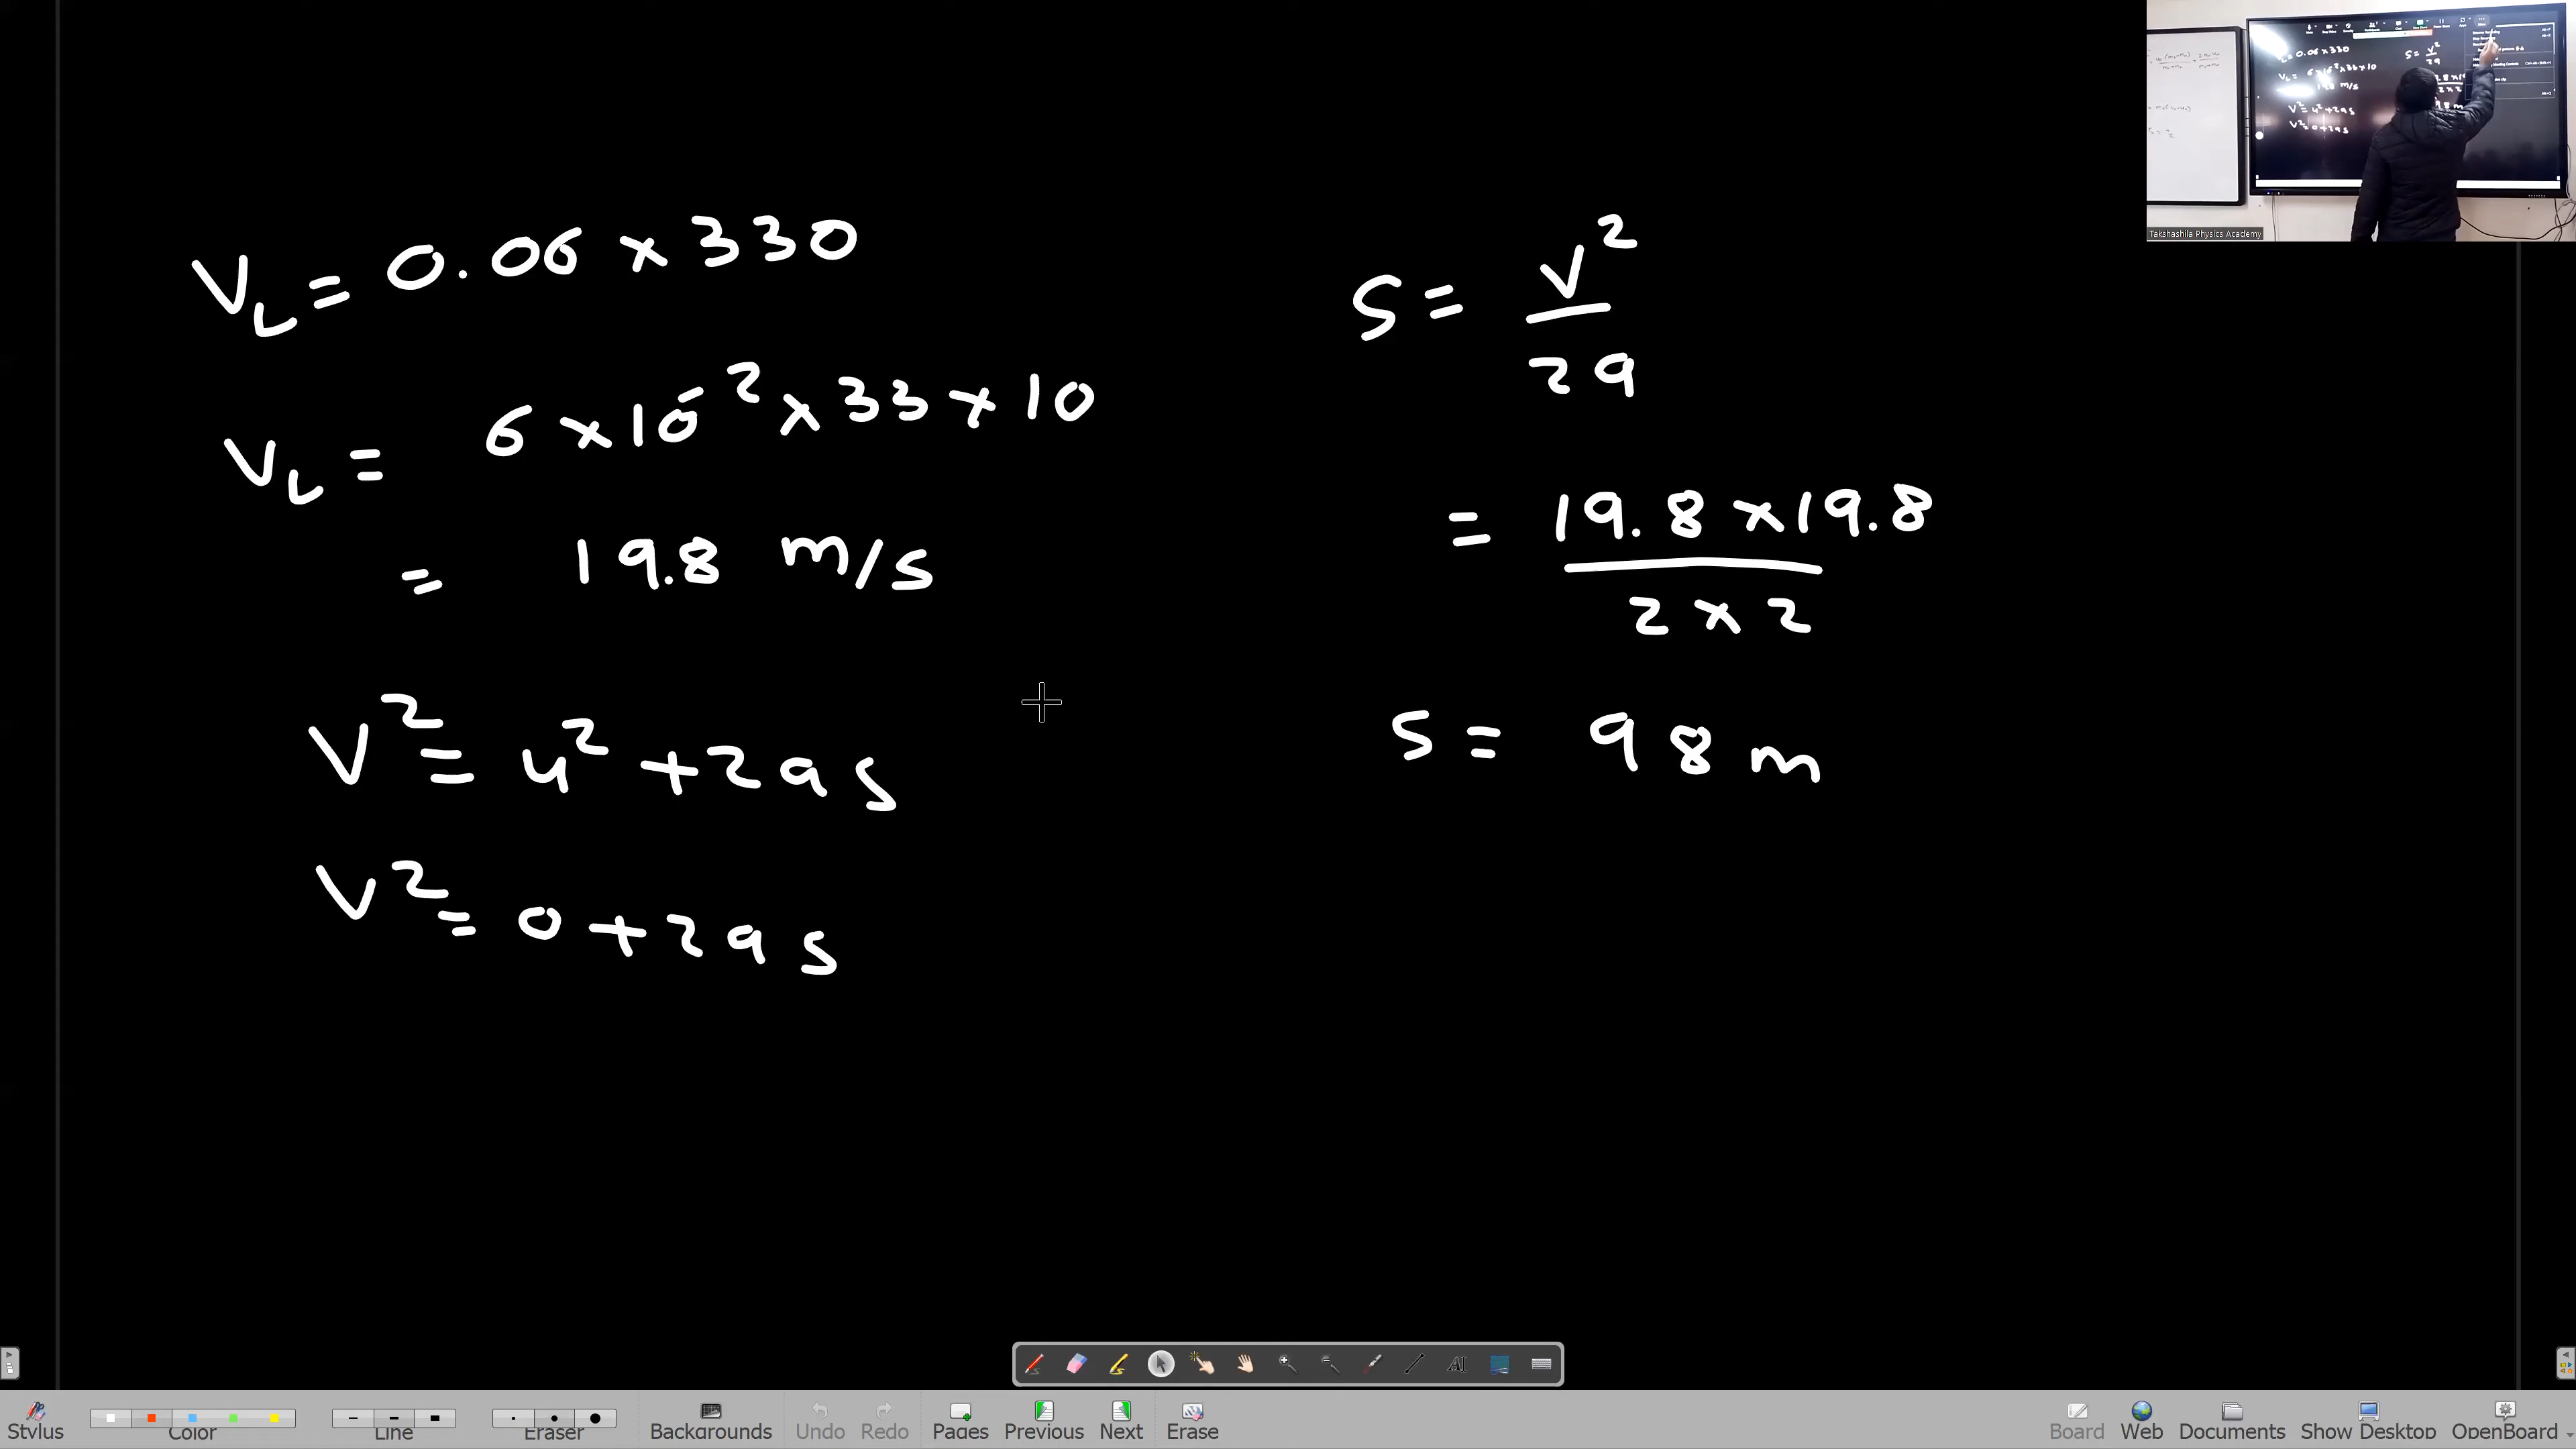 V_L = 0.06 × 330
V_L = 6 × 10^-2 × 33 × 10
= 19.8 m/s
V² = u² + 2as
V² = 0 + 2as
S = V²/2a
= 19.8 × 19.8 / 2 × 2
S = 98 m
Takshashila Physics Academy
Stylus Color Line Eraser Backgrounds Undo Redo Pages Previous Next Erase Board Web Documents Show Desktop OpenBoard